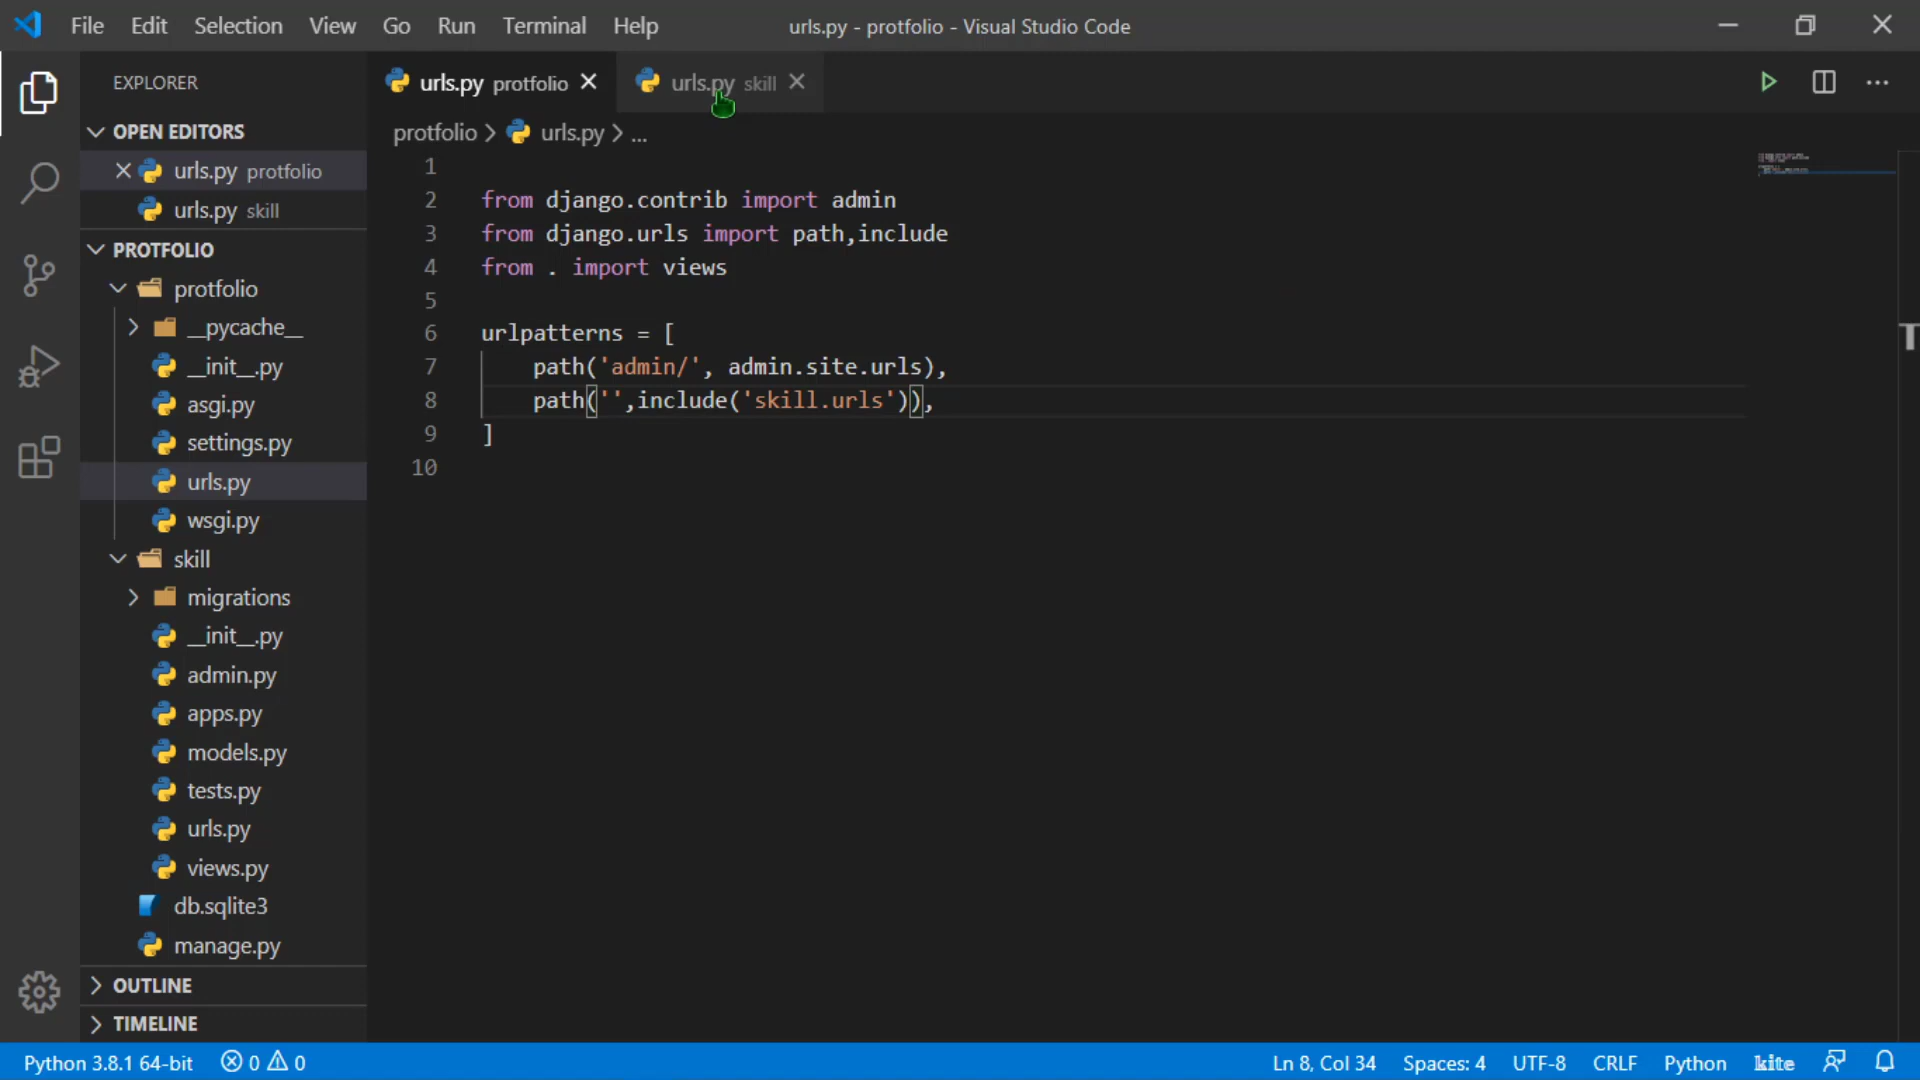 File Edit Selection View Go Run Terminal Help
urls.py - protfolio - Visual Studio Code
EXPLORER
OPEN EDITORS
urls.py protfolio
urls.py skill
PROTFOLIO
protfolio
__pycache__
__init__.py
asgi.py
settings.py
urls.py
wsgi.py
skill
migrations
__init__.py
admin.py
apps.py
models.py
tests.py
urls.py
views.py
db.sqlite3
manage.py
OUTLINE
TIMELINE
urls.py protfolio
urls.py skill
protfolio > urls.py > ...
1
2 from django.contrib import admin
3 from django.urls import path,include
4 from . import views
5
6 urlpatterns = [
7 path('admin/', admin.site.urls),
8 path('',include('skill.urls')),
9 ]
10
T
Python 3.8.1 64-bit 0 0
Ln 8, Col 34 Spaces: 4 UTF-8 CRLF Python kite